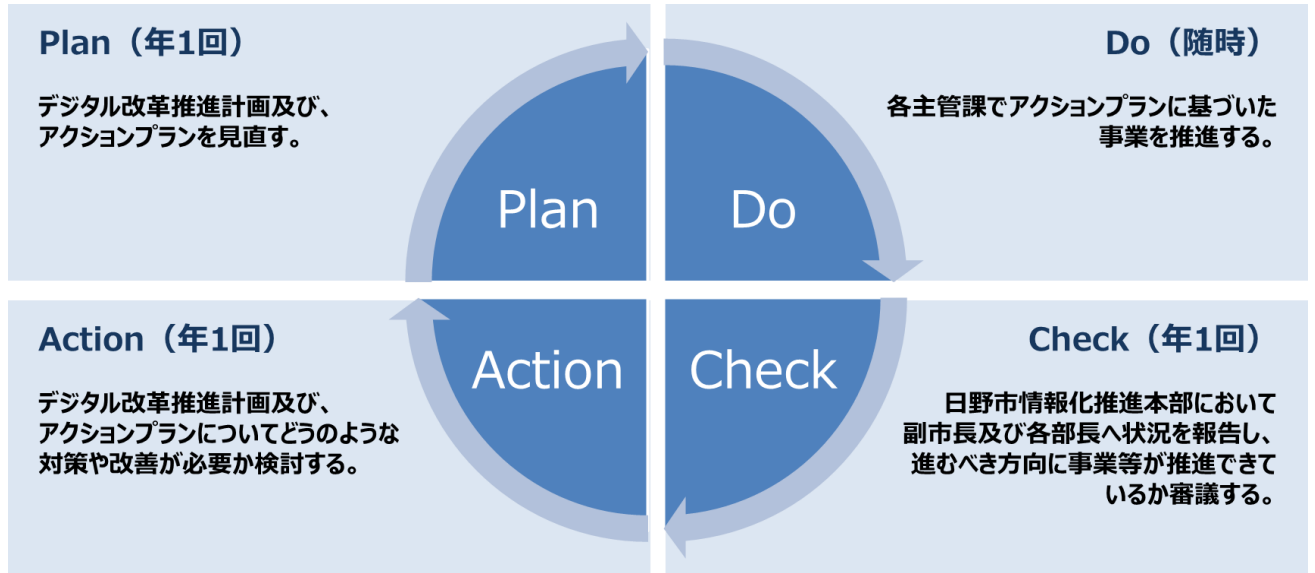 Plan（年1回）
デジタル改革推進計画及び、
アクションプランを見直す。
Plan
Do（随時）
各主管課でアクションプランに基づいた
事業を推進する。
Do
Action（年1回）
デジタル改革推進計画及び、
アクションプランについてどうのような
対策や改善が必要か検討する。
Action
Check（年1回）
日野市情報化推進本部において
副市長及び各部長へ状況を報告し、
進むべき方向に事業等が推進できて
いるか審議する。
Check